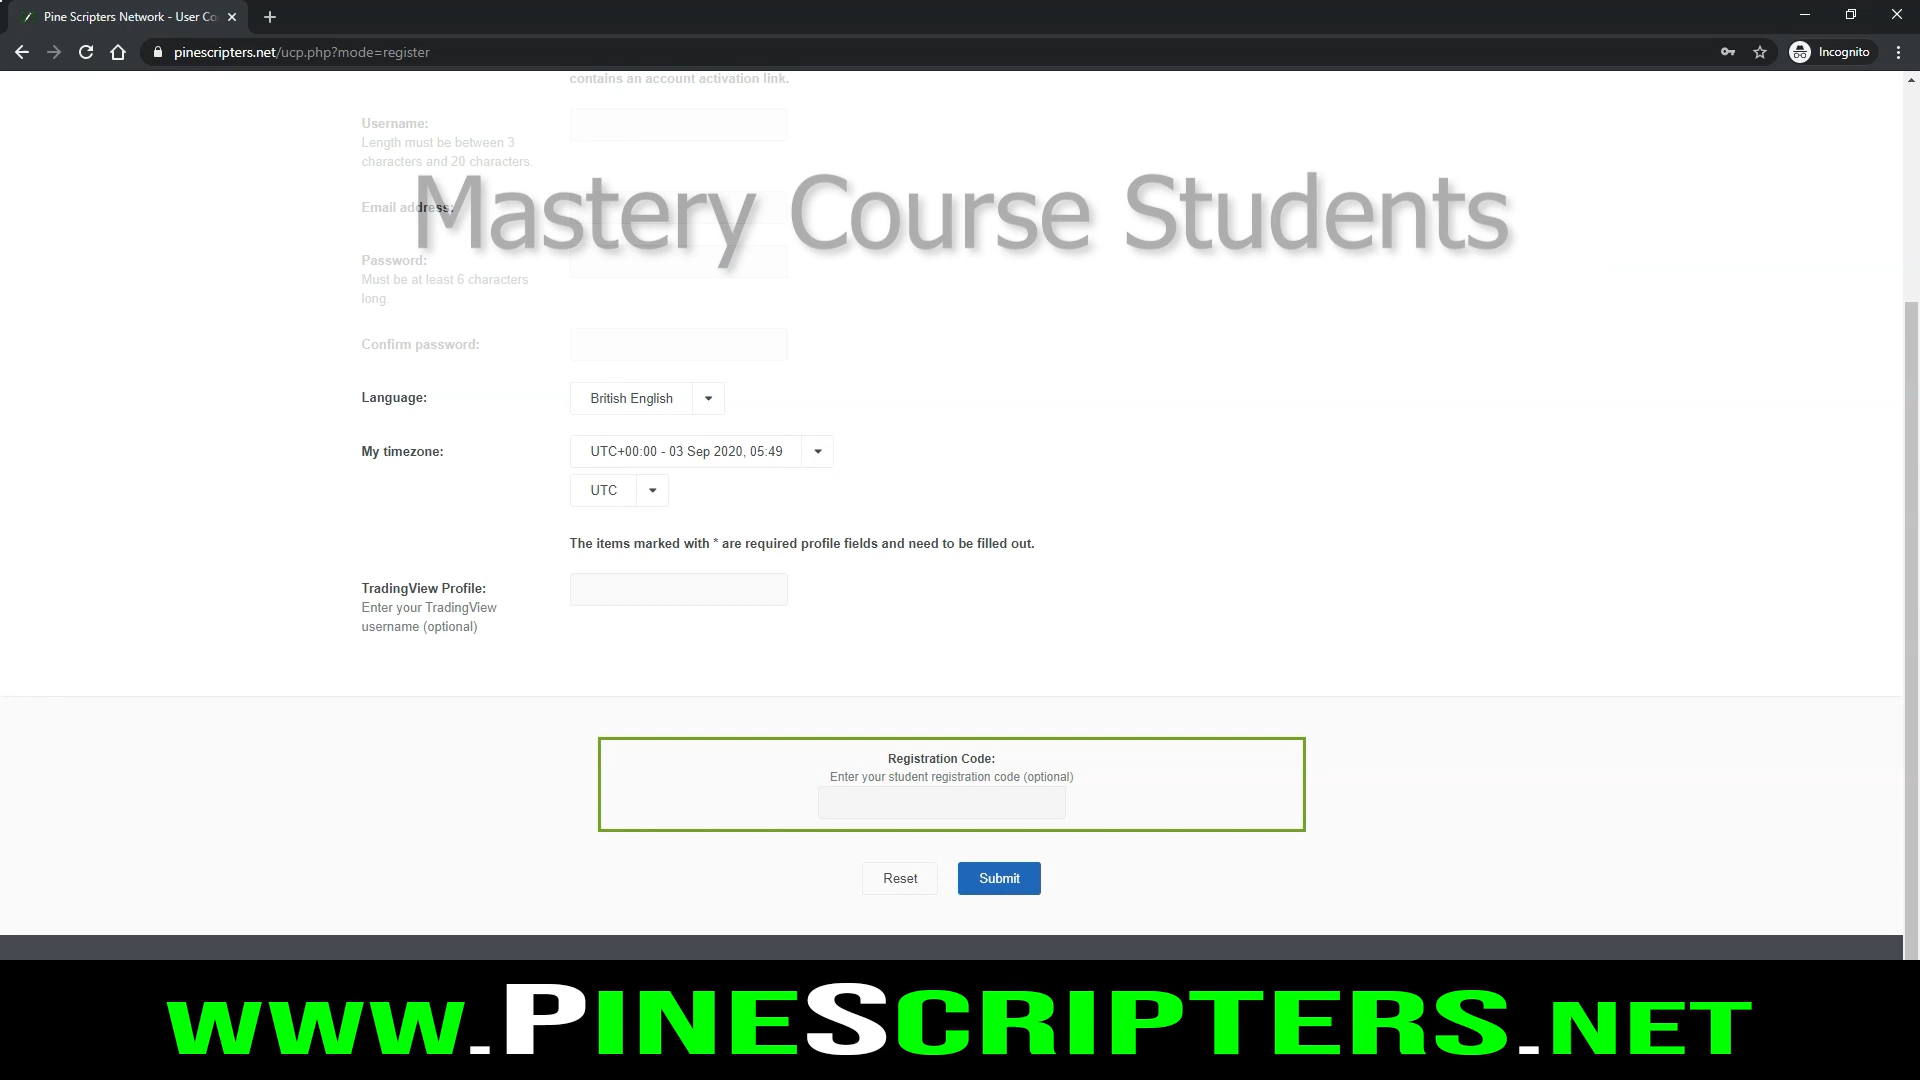 Pine Scripters Network - User Co
pinescripters.net/ucp.php?mode=register
Incognito
contains an account activation link.
Username:
Length must be between 3
characters and 20 characters.
Mastery Course Students
Email address:
Password:
Must be at least 6 characters
long.
Confirm password:
Language:
British English
My timezone:
UTC+00:00 - 03 Sep 2020, 05:49
UTC
The items marked with * are required profile fields and need to be filled out.
TradingView Profile:
Enter your TradingView
username (optional)
Registration Code:
Enter your student registration code (optional)
Reset
Submit
www.PineScripters.net